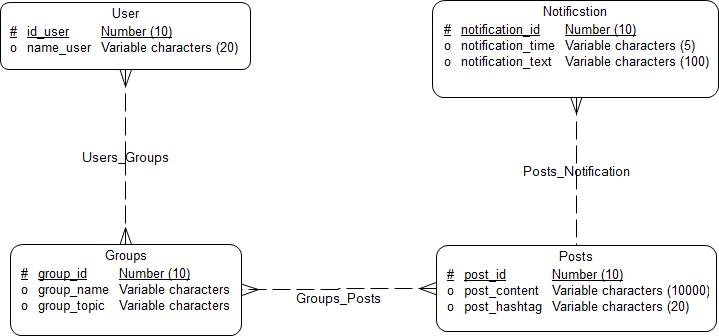 User
# id_user Number (10)
o name_user Variable characters (20)
Notificstion
# notification_id Number (10)
o notification_time Variable characters (5)
o notification_text Variable characters (100)
Users_Groups
Posts_Notification
Groups
# group_id Number (10)
o group_name Variable characters
o group_topic Variable characters
Groups_Posts
Posts
# post_id Number (10)
o post_content Variable characters (10000)
o post_hashtag Variable characters (20)